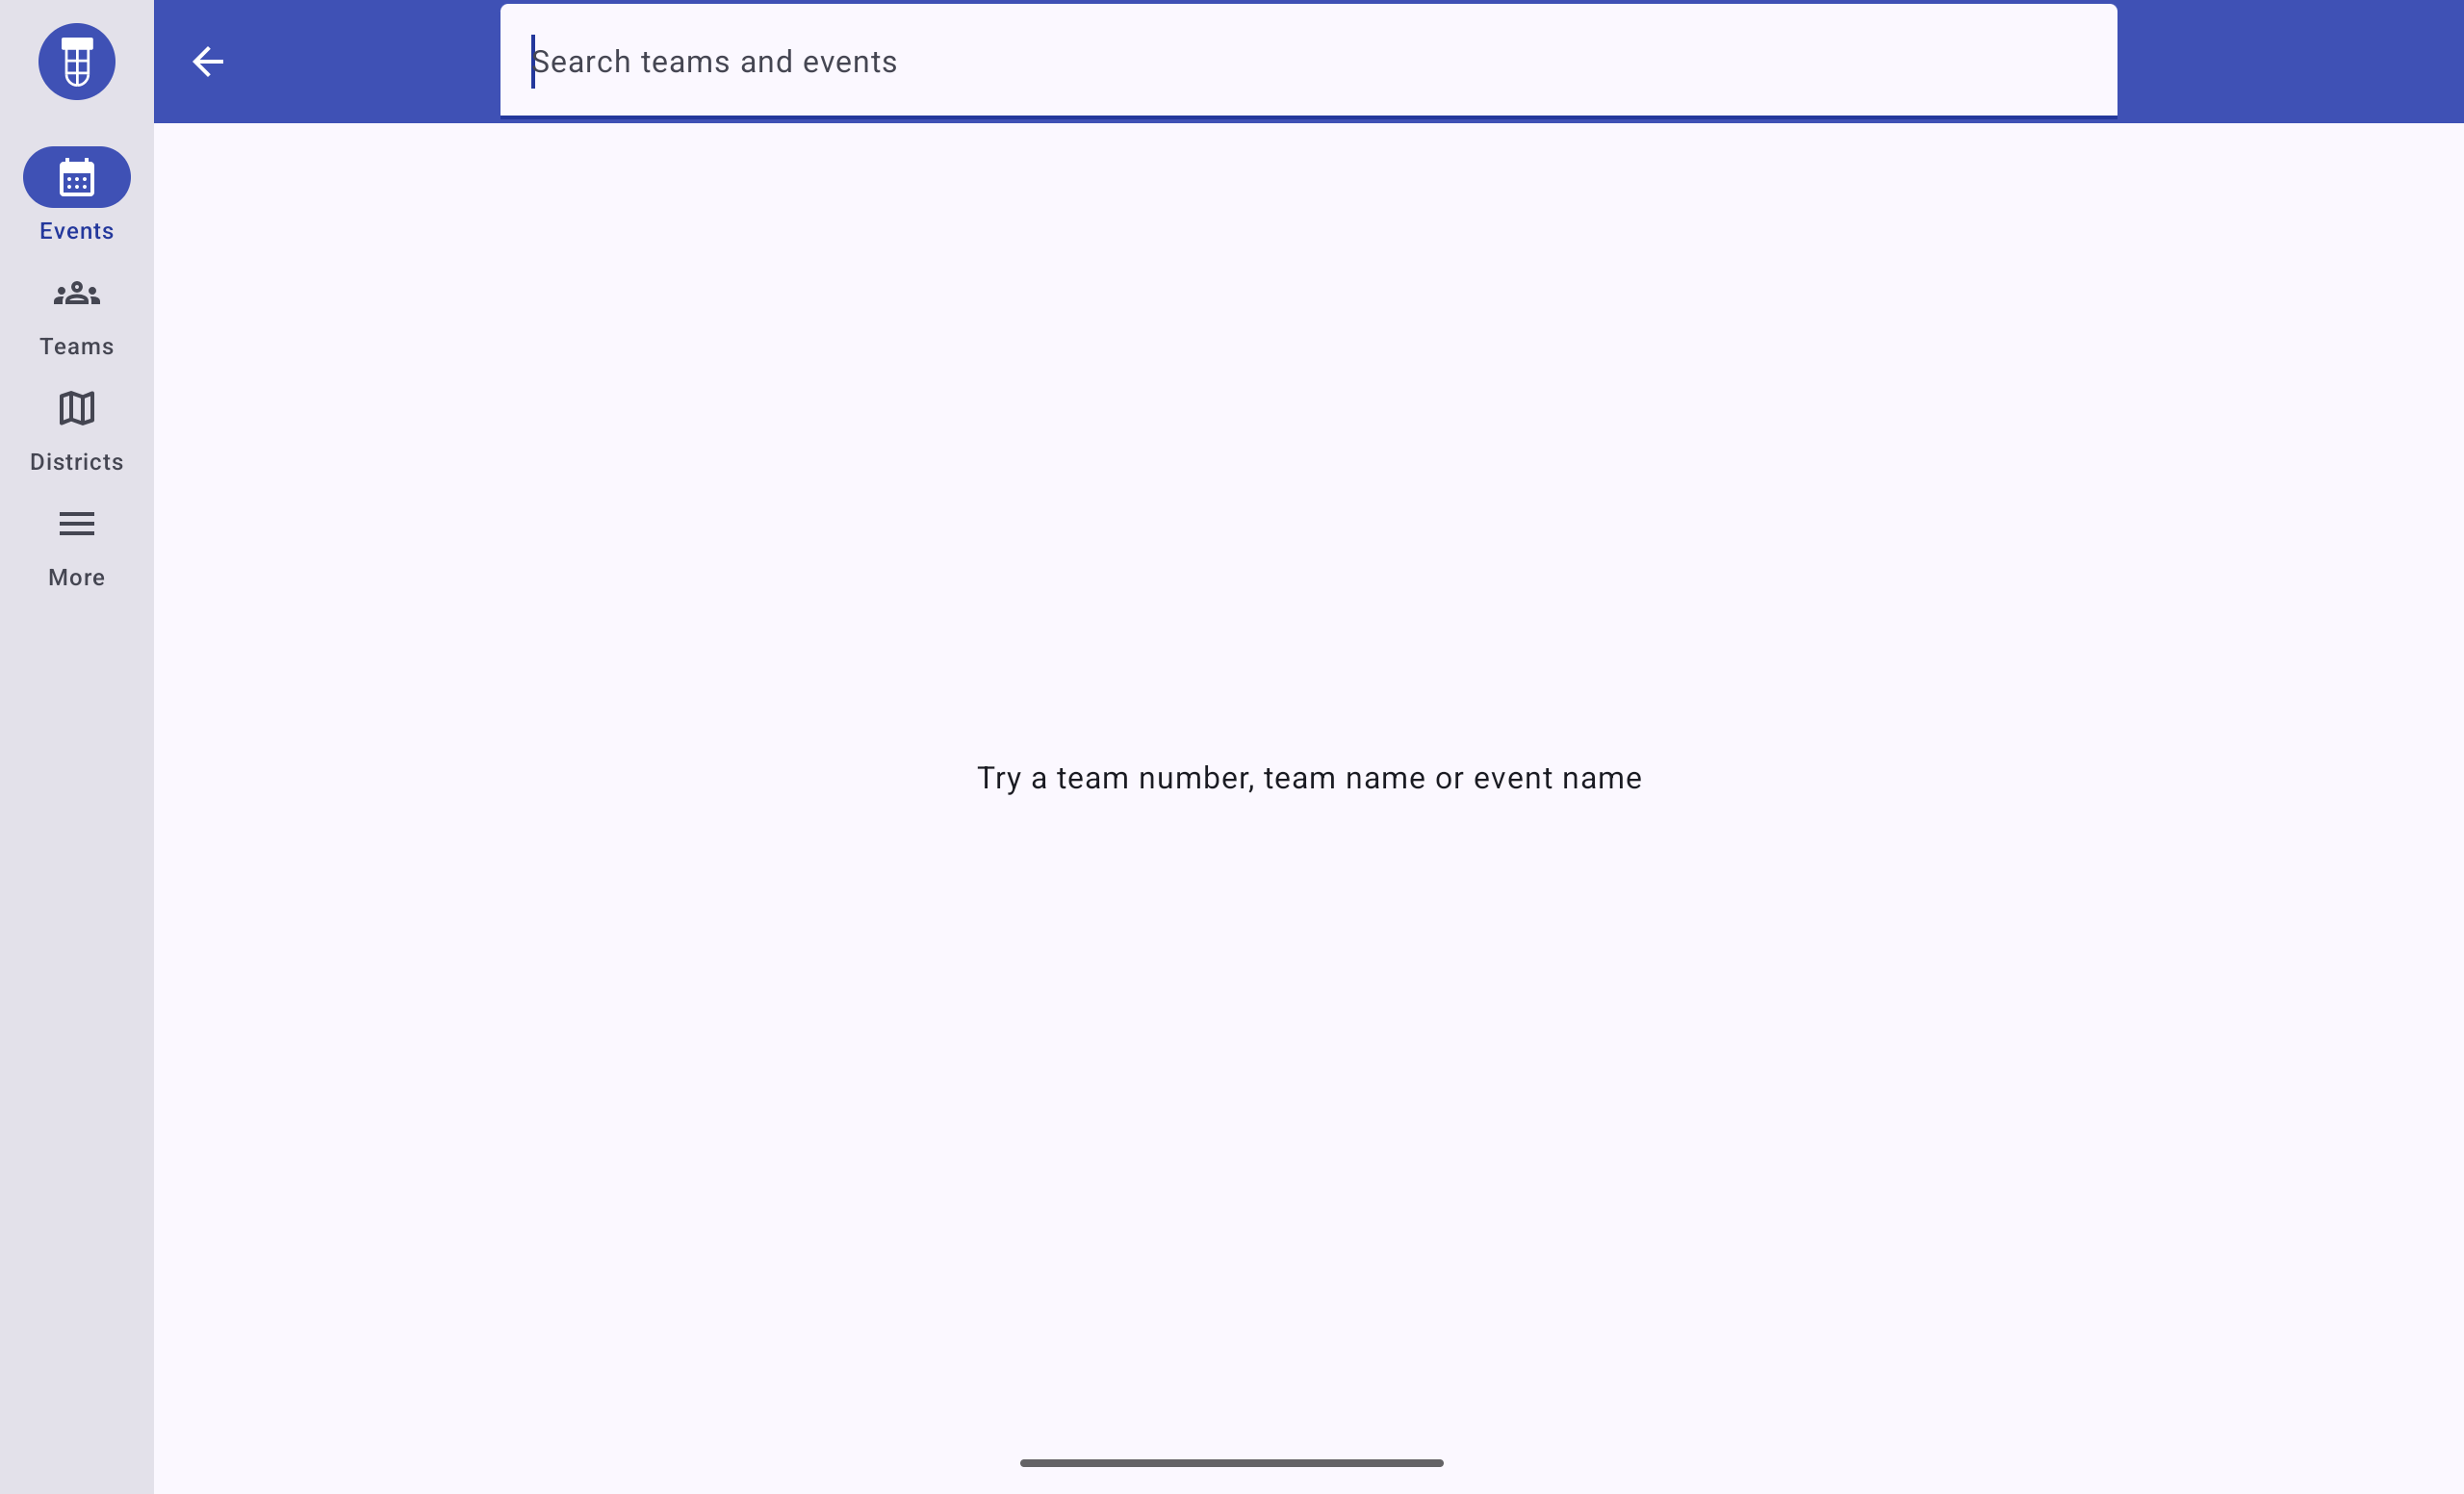 Search teams and events
Events
Teams
Districts
More
Try a team number, team name or event name